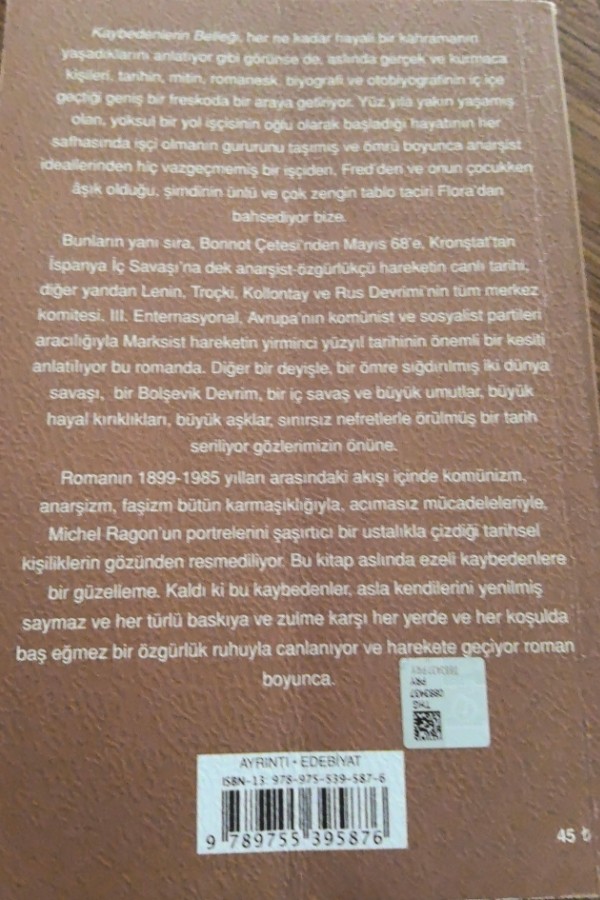 Kaybedenlerin Belleği, her ne kadar hayali bir kahramanın
yaşadıklarını anlatıyor gibi görünse de, aslında gerçek ve kurmaca
kişileri, tarihin, mitin, romanesk, biyografi ve otobiyografinin iç içe
geçtiği geniş bir freskoda bir araya getiriyor. Yüz yıla yakın yaşamış
olan, yoksul bir yol işçisinin oğlu olarak başladığı hayatının her
safhasında işçi olmanın gururunu taşımış ve ömrü boyunca anarşist
ideallerinden hiç vazgeçmemiş bir işçiden, Fred'den ve onun çocukken
âşık olduğu, şimdinin ünlü ve çok zengin tablo taciri Flora'dan
bahsediyor bize.
Bunların yanı sıra, Bonnot Çetesi'nden Mayıs 68'e, Kronştat'tan
İspanya İç Savaşı'na dek anarşist-özgürlükçü hareketin canlı tarihi;
diğer yandan Lenin, Troçki, Kollontay ve Rus Devrimi'nin tüm merkez
komitesi, III. Enternasyonal, Avrupa'nın komünist ve sosyalist partileri
aracılığıyla Marksist hareketin yirminci yüzyıl tarihinin önemli bir kesiti
anlatılıyor bu romanda. Diğer bir deyişle, bir ömre sığdırılmış iki dünya
savaşı, bir Bolşevik Devrim, bir iç savaş ve büyük umutlar, büyük
hayal kırıklıkları, büyük aşklar, sınırsız nefretlerle örülmüş bir tarih
seriliyor gözlerimizin önüne.
Romanın 1899-1985 yılları arasındaki akışı içinde komünizm,
anarşizm, faşizm bütün karmaşıklığıyla, acımasız mücadeleleriyle,
Michel Ragon'un portrelerini şaşırtıcı bir ustalıkla çizdiği tarihsel
kişiliklerin gözünden resmediliyor. Bu kitap aslında ezeli kaybedenlere
bir güzelleme. Kaldı ki bu kaybedenler, asla kendilerini yenilmiş
saymaz ve her türlü baskıya ve zulme karşı her yerde ve her koşulda
baş eğmez bir özgürlük ruhuyla canlanıyor ve harekete geçiyor roman
boyunca.
PRY
0883437
THG
AYRINTI • EDEBİYAT
ISBN-13: 978-975-539-587-6
9 789755 395876
45 ₺